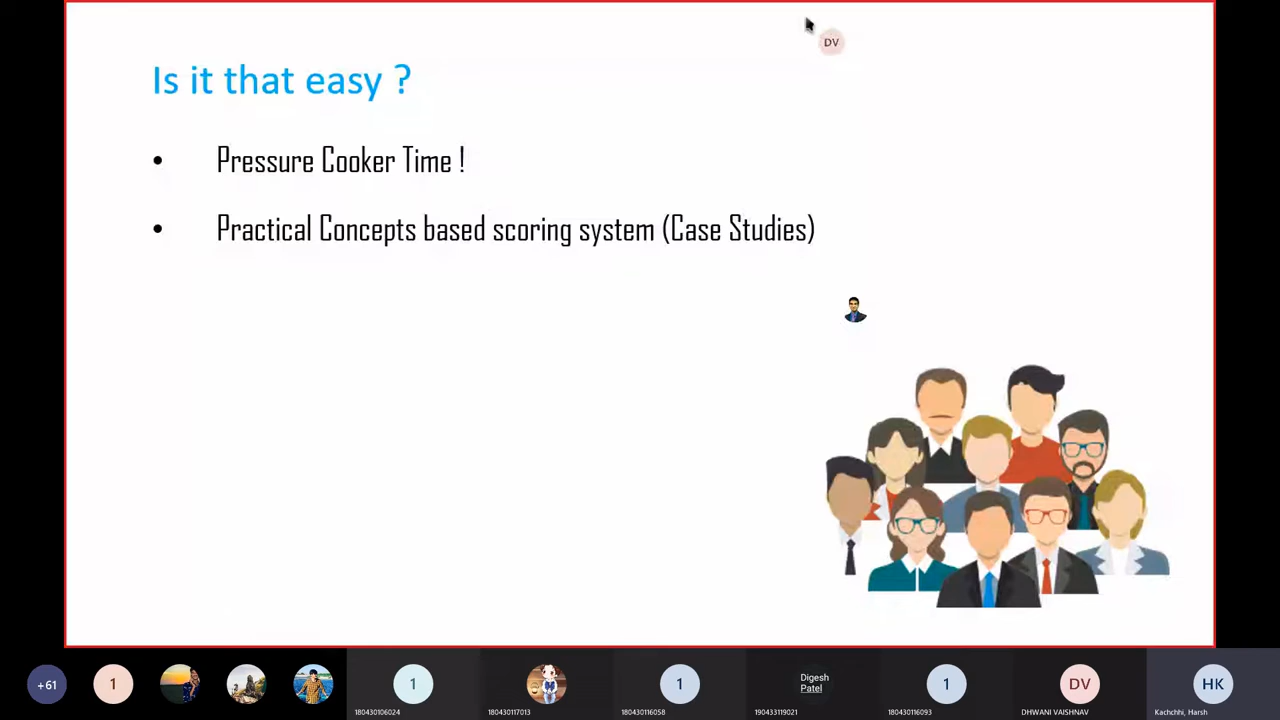 DV
Is it that easy ?
• Pressure Cooker Time !
• Practical Concepts based scoring system (Case Studies)
+61
1
1
180430106024
180430117013
1
180430116058
Digesh Patel
190433119021
1
180430116093
DV
DHWANI VAISHNAV
HK
Kachchhi, Harsh